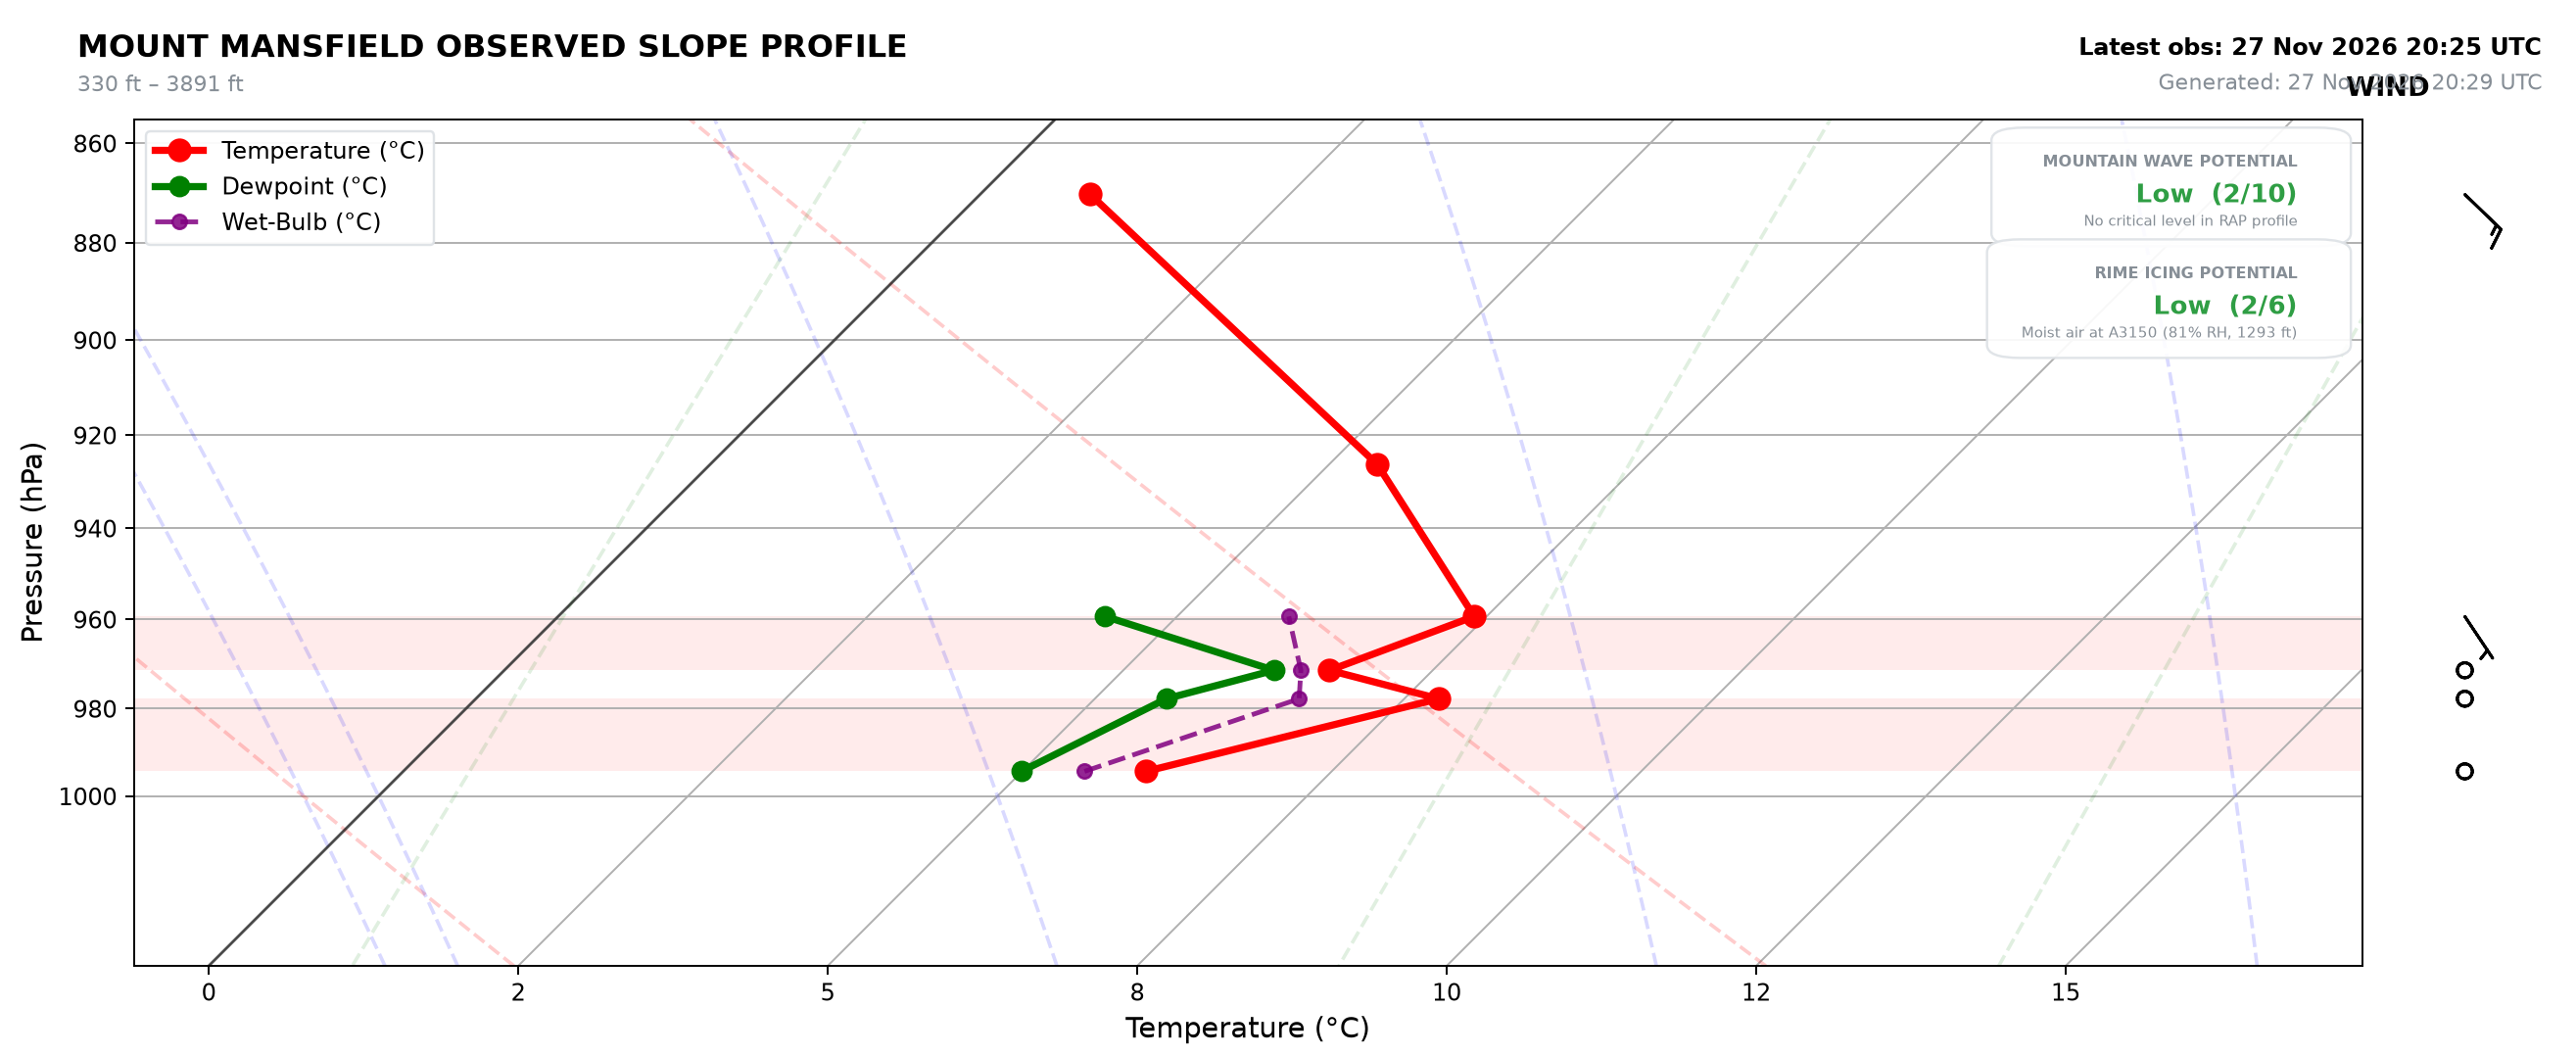 MOUNT MANSFIELD OBSERVED SLOPE PROFILE
330 ft – 3891 ft
Latest obs: 27 Nov 2026 20:25 UTC
Generated: 27 Nov 2026 20:29 UTC
WIND
Temperature (°C)
Dewpoint (°C)
Wet-Bulb (°C)
MOUNTAIN WAVE POTENTIAL
Low (2/10)
No critical level in RAP profile
RIME ICING POTENTIAL
Low (2/6)
Moist air at A3150 (81% RH, 1293 ft)
Pressure (hPa)
860
880
900
920
940
960
980
1000
0 2 5 8 10 12 15
Temperature (°C)